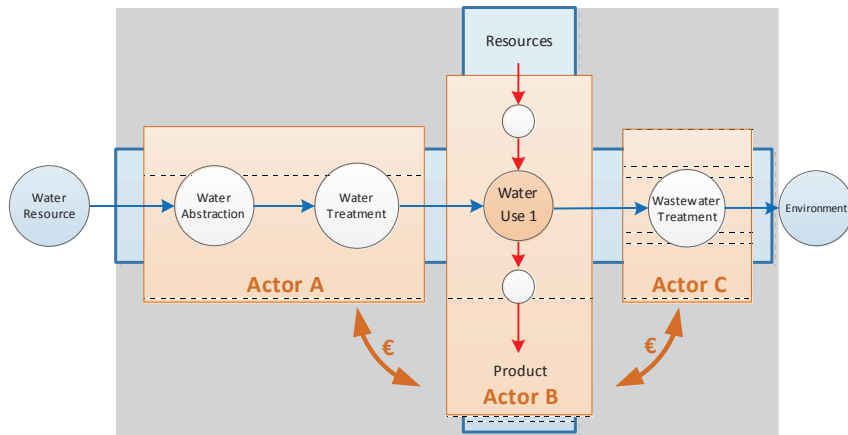 Resources
Water
Resource
Water
Abstraction
Water
Treatment
Water
Use 1
Wastewater
Treatment
Environment
Actor A
Actor C
€
€
Product
Actor B